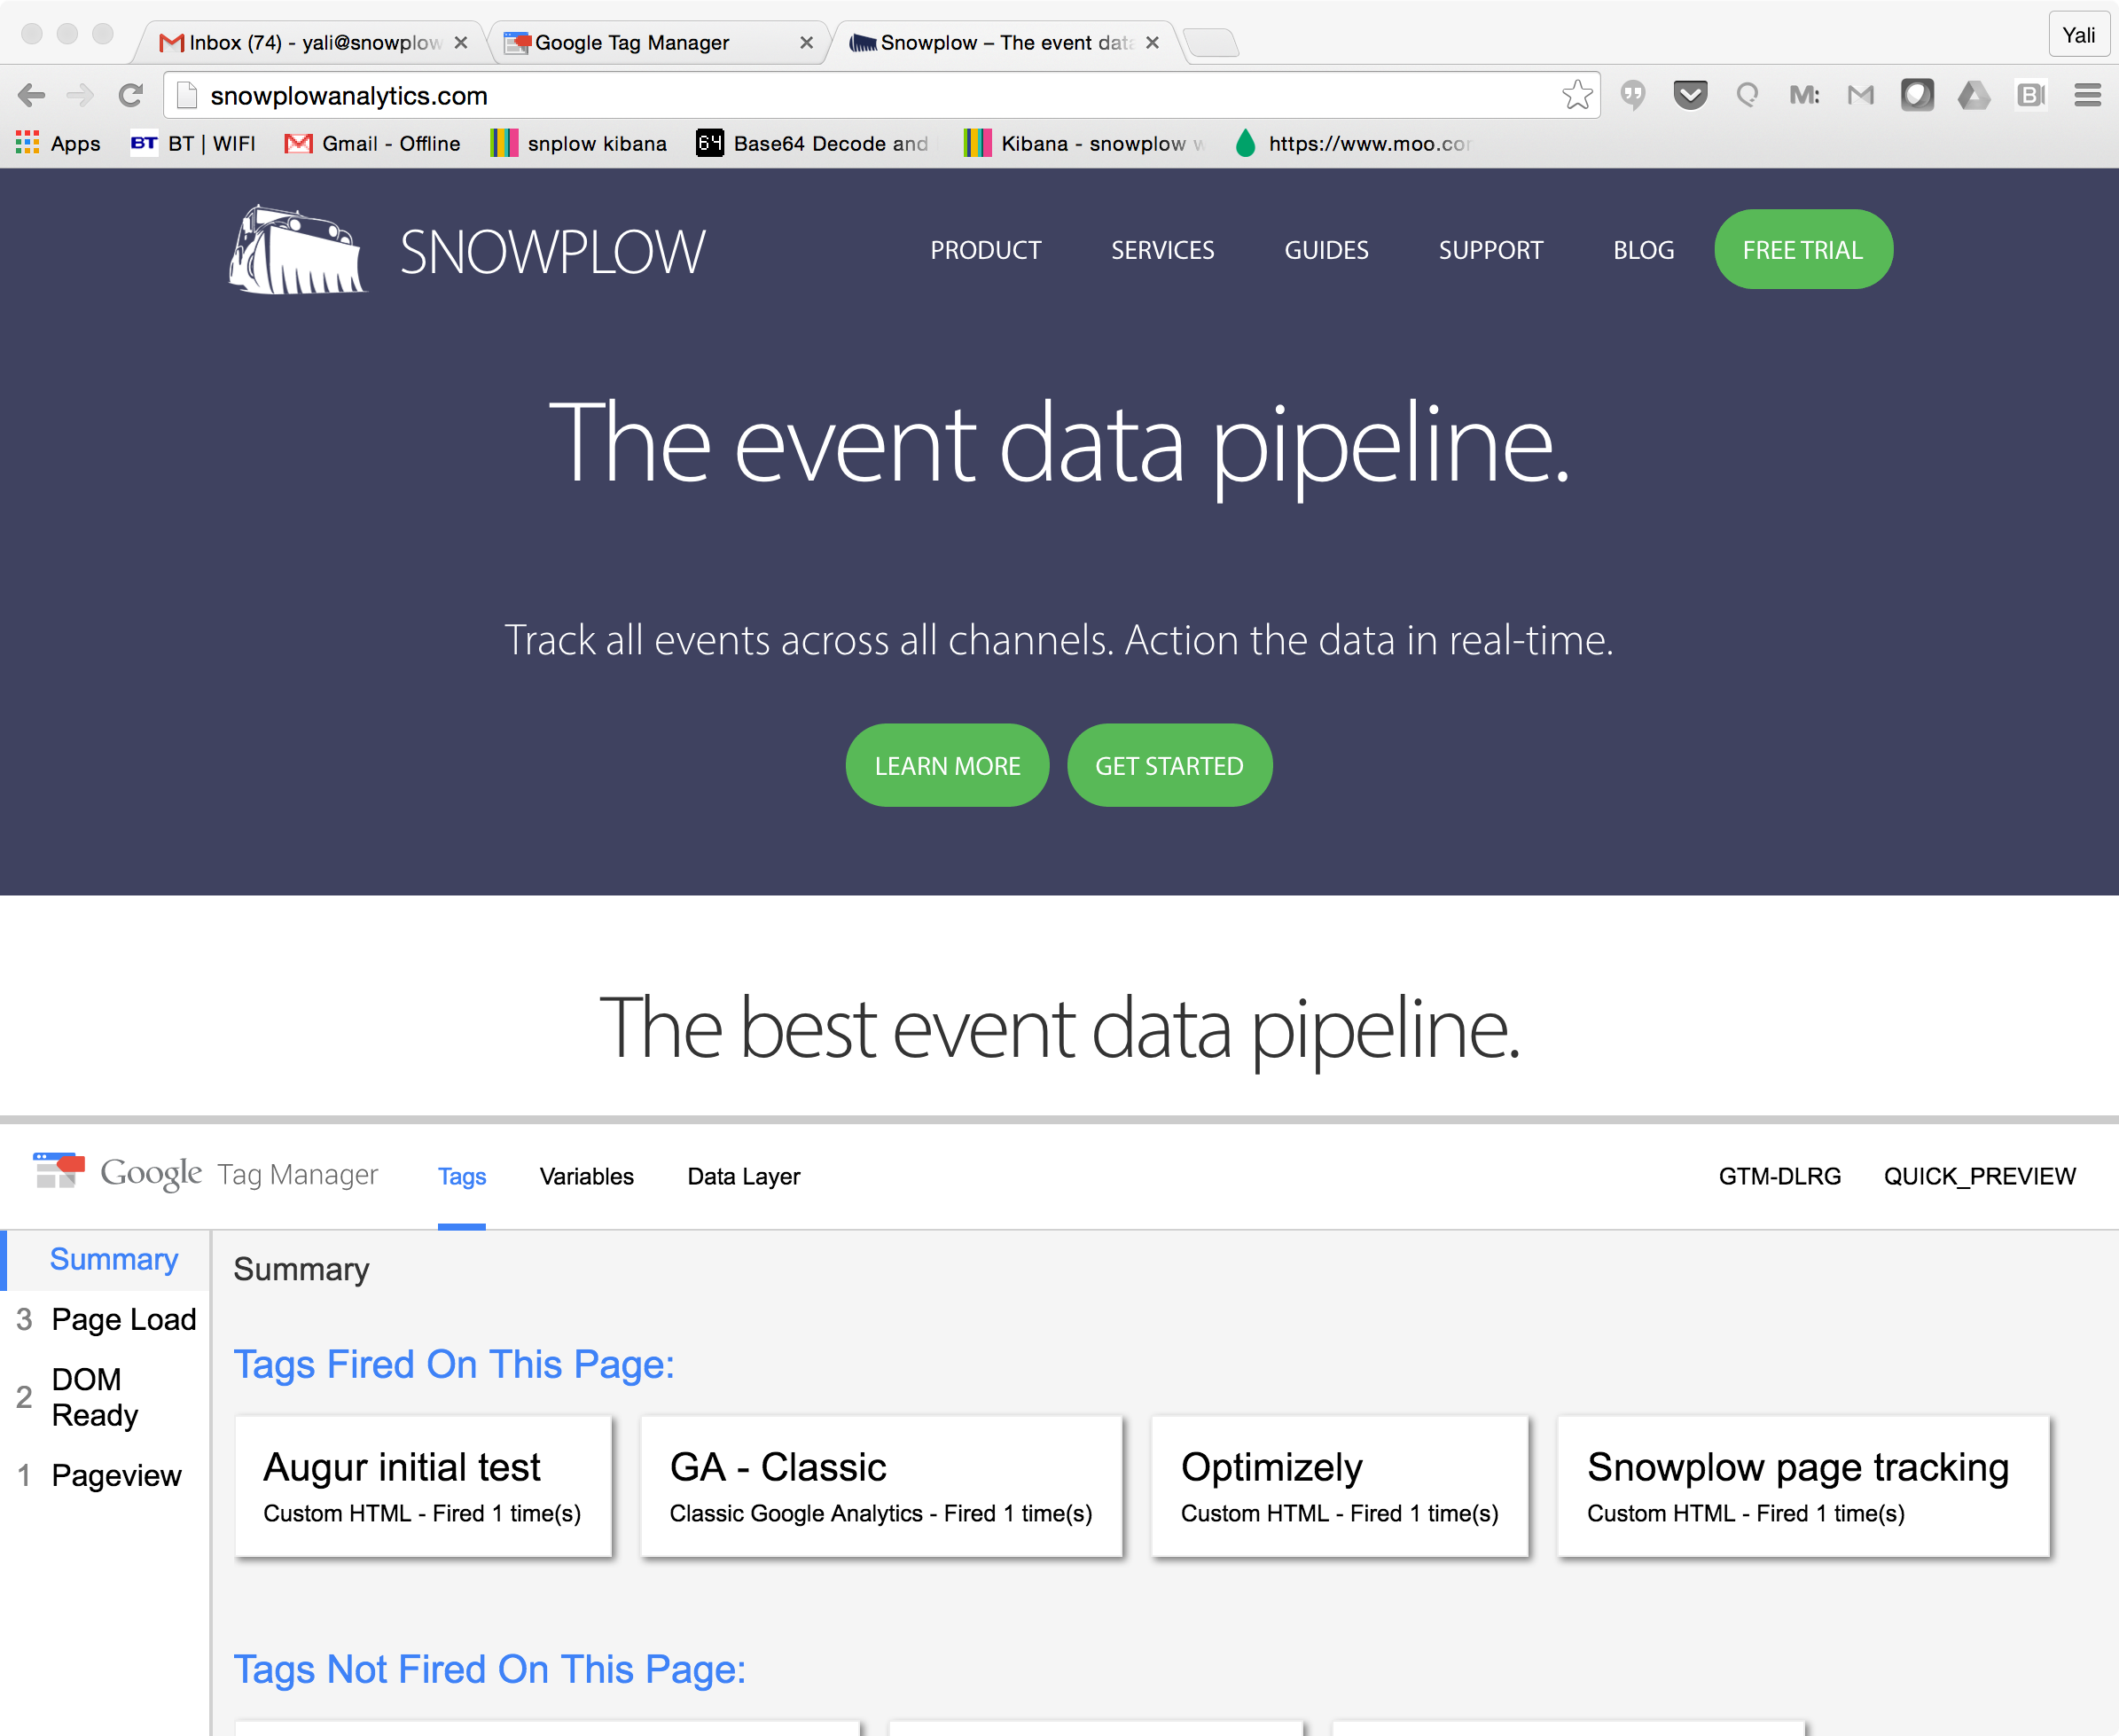 Inbox (74) - yali@snowplow
Google Tag Manager
Snowplow – The event data
Yali
snowplowanalytics.com
M:
B
Apps
BT BT | WIFI
Gmail - Offline
snplow kibana
64 Base64 Decode and
Kibana - snowplow w
https://www.moo.com
SNOWPLOW
PRODUCT
SERVICES
GUIDES
SUPPORT
BLOG
FREE TRIAL
The event data pipeline.
Track all events across all channels. Action the data in real-time.
LEARN MORE
GET STARTED
The best event data pipeline.
Google Tag Manager
Tags
Variables
Data Layer
GTM-DLRG
QUICK_PREVIEW
Summary
3 Page Load
2 DOM
Ready
1 Pageview
Summary
Tags Fired On This Page:
Augur initial test
Custom HTML - Fired 1 time(s)
GA - Classic
Classic Google Analytics - Fired 1 time(s)
Optimizely
Custom HTML - Fired 1 time(s)
Snowplow page tracking
Custom HTML - Fired 1 time(s)
Tags Not Fired On This Page: